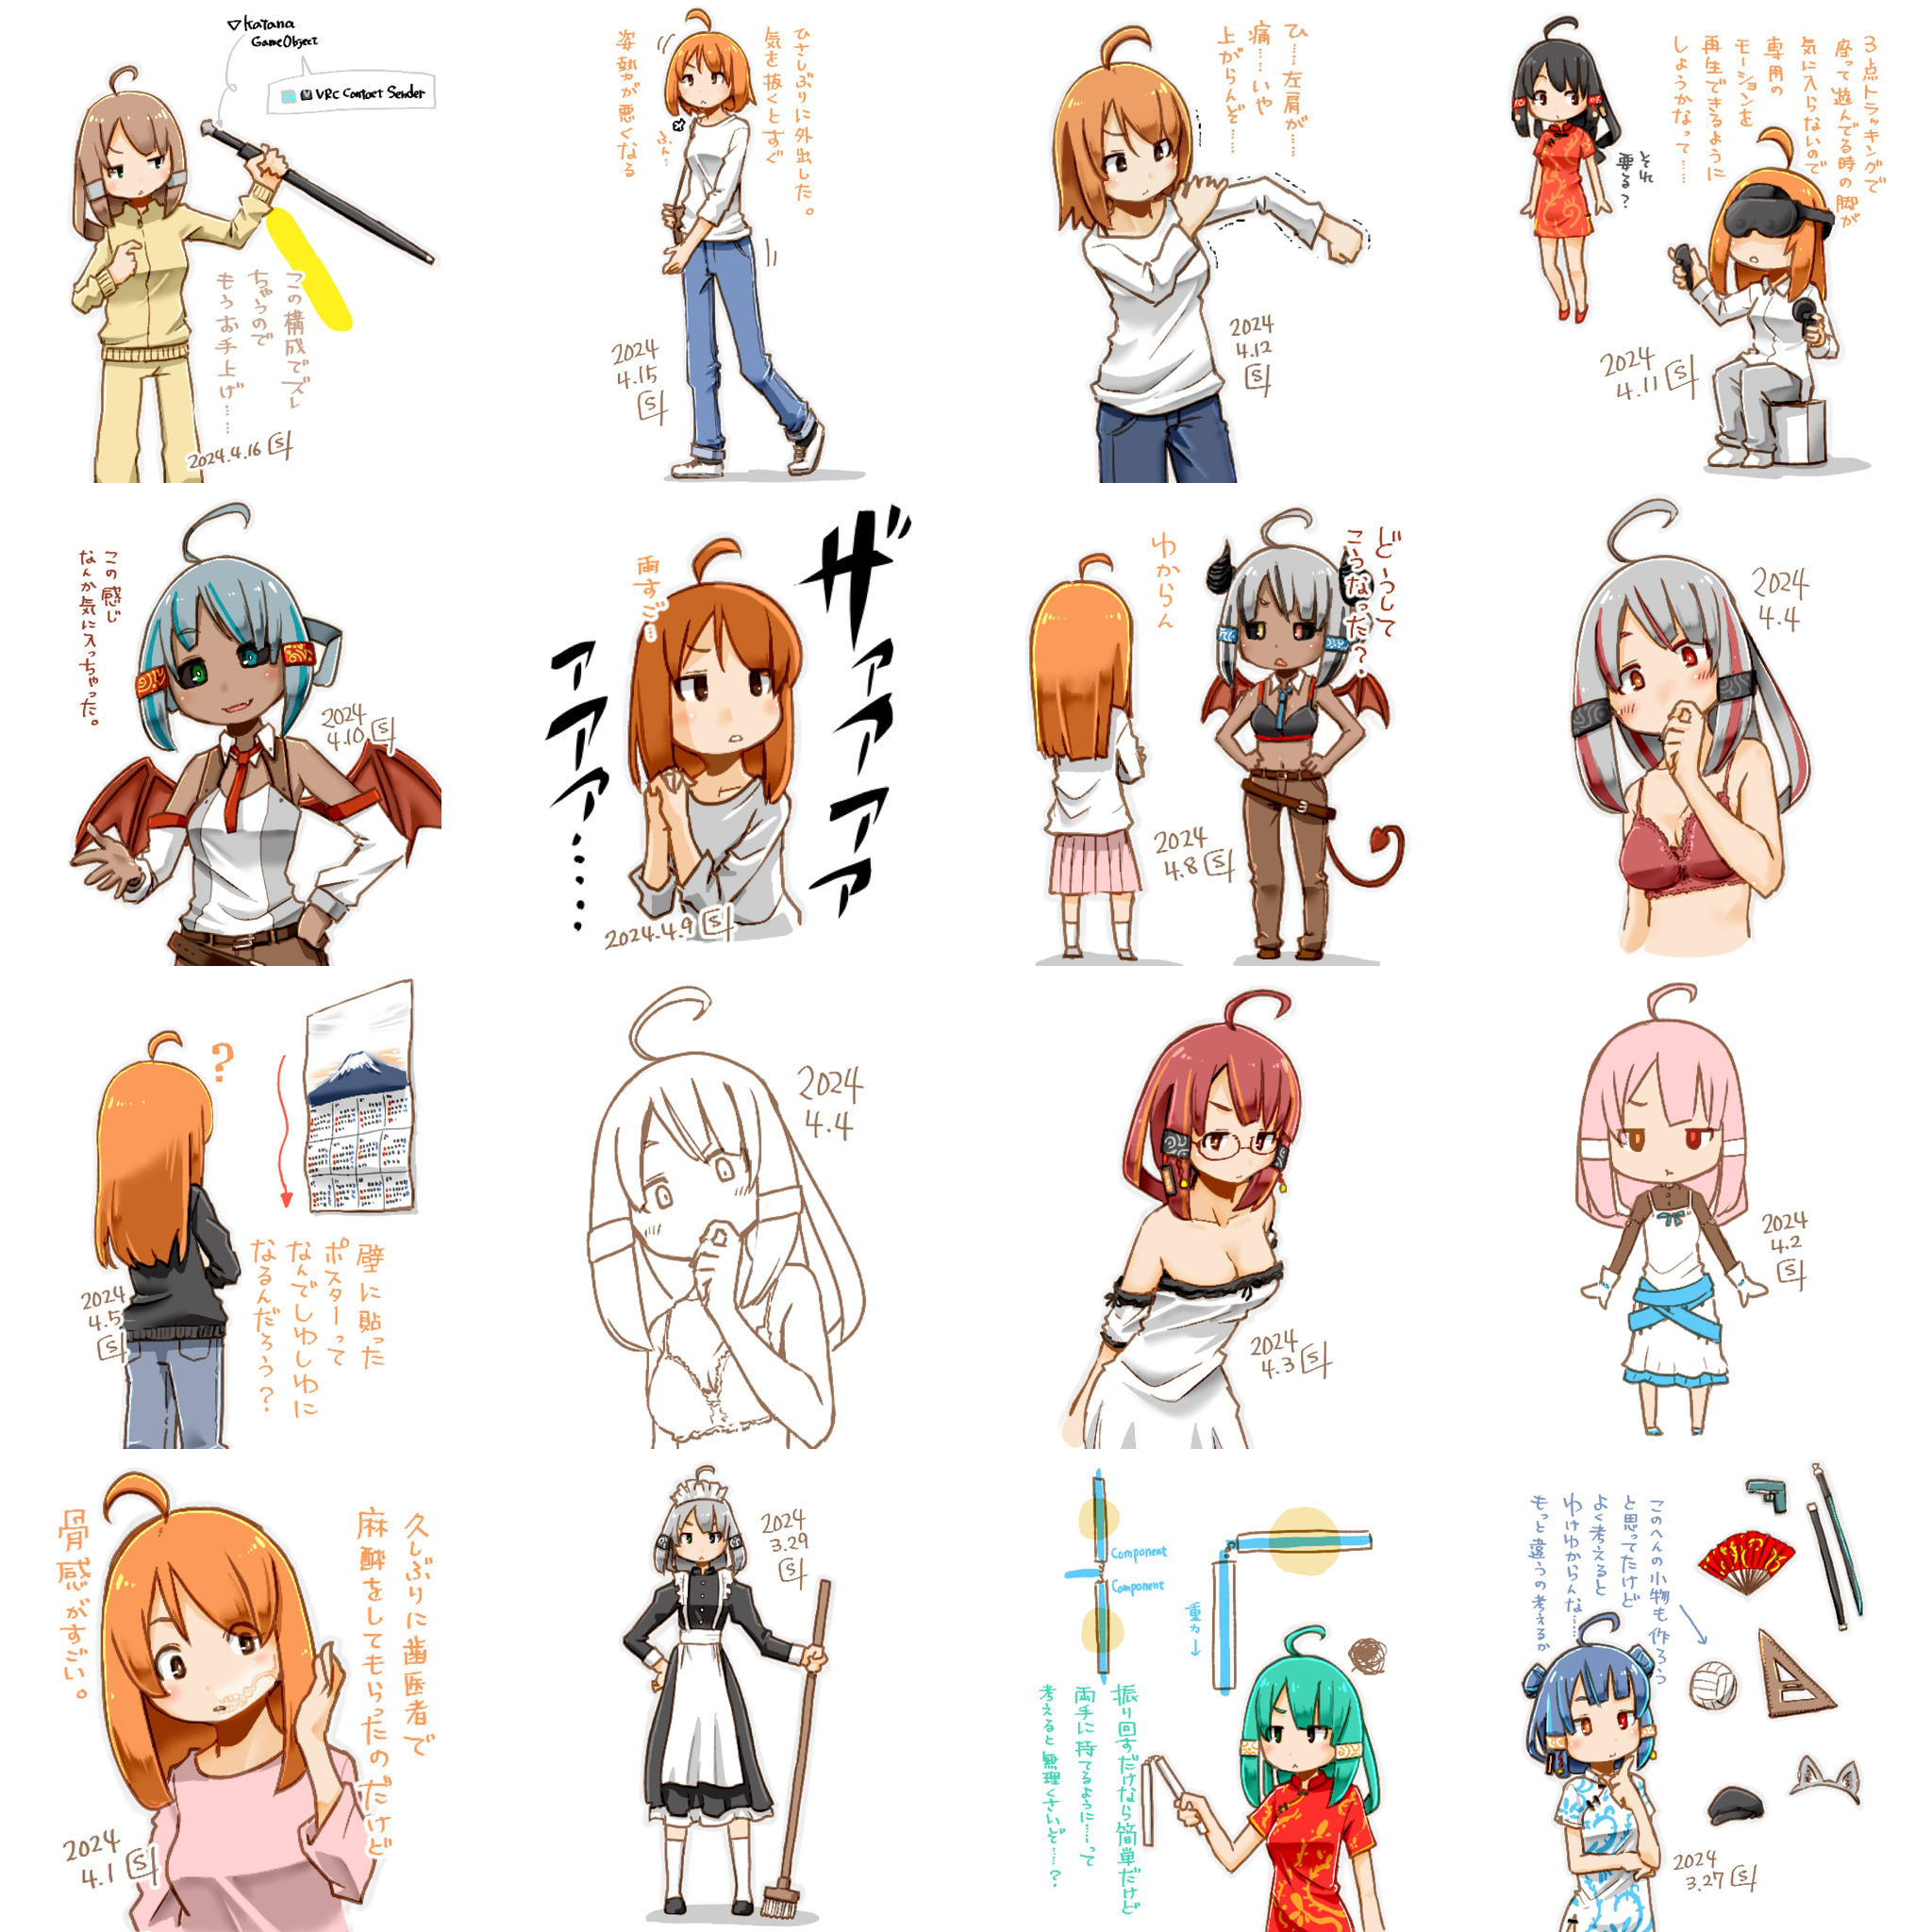 ▽Katana
GameObject
VRC Contact Sender
この構成でズレ
ちゃうので
もうお手上げ……
2024.4.16 S
ひさしぶりに外出した。
気を抜くとすぐ
姿勢が悪くなる
2024
4.15
S
ひ……左肩が……
痛……いや
上がらんぞ……
2024
4.12
S
3点トラッキングで
座って遊んでる時の脚が
気に入らないので
専用の
モーションを
再生できるように
しようかなって……
それ
要る?
2024
4.11 S
この感じ
なんか気に入っちゃった。
2024
4.10 S
雨すご…
ザァァァァァ
アアアア……
2024.4.9 S
わからん
どーして
こうなった?
2024
4.8 S
2024
4.4
?
壁に貼った
ポスターって
なんでしわしわに
なるんだろう?
2024
4.5
S
2024
4.4
2024
4.3 S
2024
4.2
S
久しぶりに歯医者で
麻酔をしてもらったのだけど
骨感がすごい。
2024
4.1 S
2024
3.29
S
Component
Component
重力→
振り回すだけなら簡単だけど
両手に持てるように……って
考えると無理くさいぞ……?
このへんの小物も作ろう
と思ってたけど
よく考えると
わけわからんな……
もっと違うの考えるか
2024
3.27 S